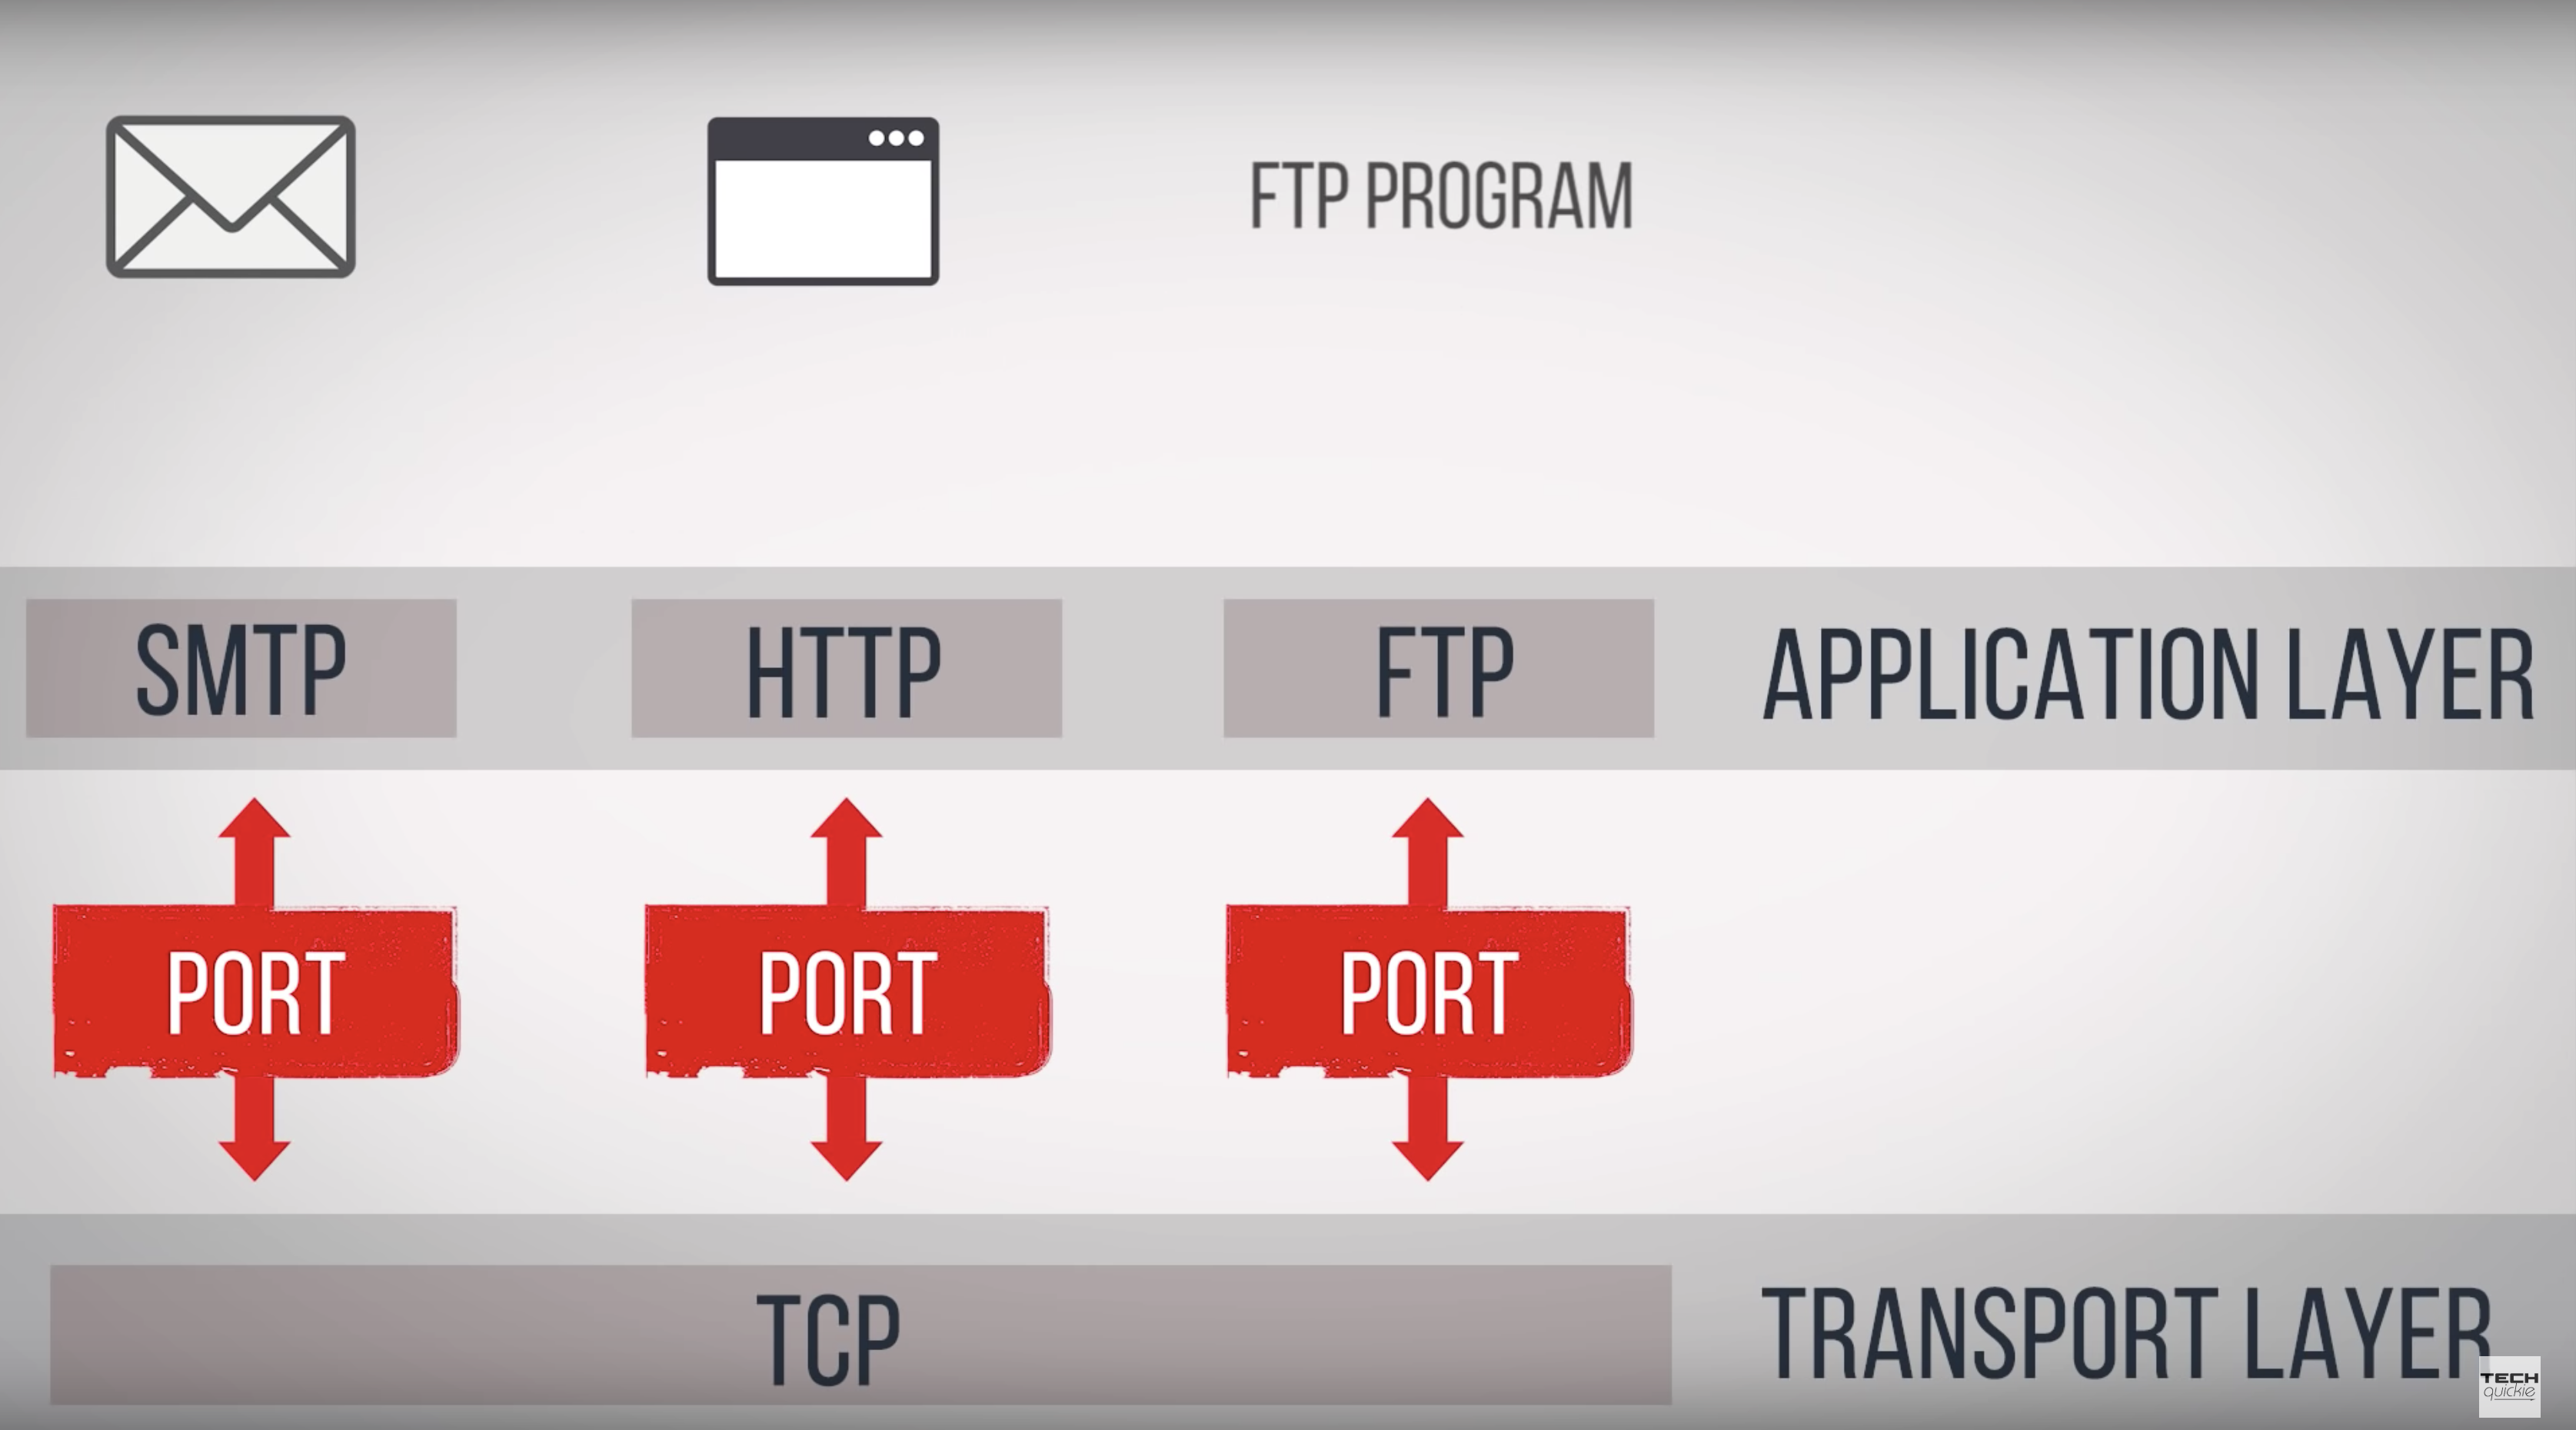 FTP PROGRAM
SMTP
HTTP
FTP
APPLICATION LAYER
PORT
PORT
PORT
TCP
TRANSPORT LAYER
TECH
quickie